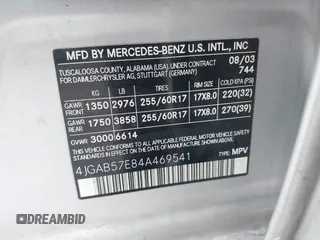 MFD BY MERCEDES-BENZ U.S. INTL., INC
TUSCALOOSA COUNTY, ALABAMA (USA) UNDER LICENSE 08/03
FOR DAIMLERCHRYSLER AG, STUTTGART (GERMANY) 744
KG LB TIRES RIMS COLD KPA (PSI)
GAWR FRONT 1350 2976 255/60R17 17X8.0 220(32)
GAWR REAR 1750 3858 255/60R17 17X8.0 270(39)
GVWR 3000 6614
4JGAB57E84A469541
TYPE MPV
DREAMBID